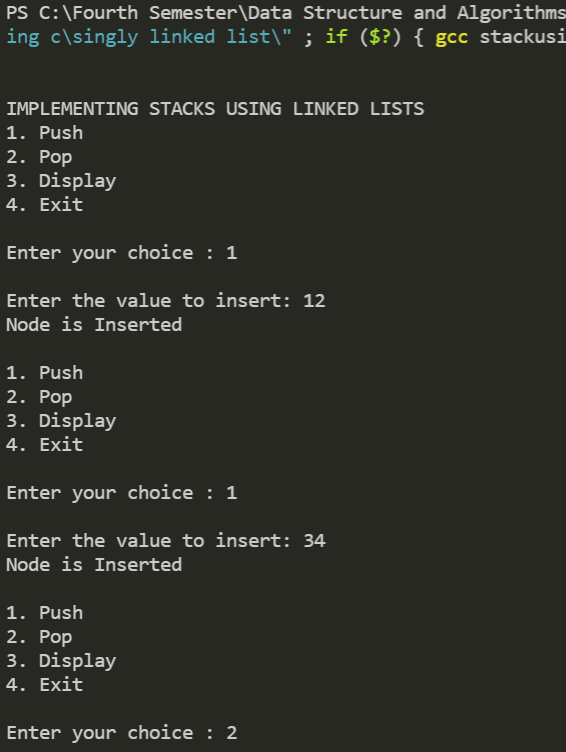 PS C:\Fourth Semester\Data Structure and Algorithms
ing c\singly linked list\" ; if ($?) { gcc stackusi
IMPLEMENTING STACKS USING LINKED LISTS
1. Push
2. Pop
3. Display
4. Exit
Enter your choice : 1
Enter the value to insert: 12
Node is Inserted
1. Push
2. Pop
3. Display
4. Exit
Enter your choice : 1
Enter the value to insert: 34
Node is Inserted
1. Push
2. Pop
3. Display
4. Exit
Enter your choice : 2